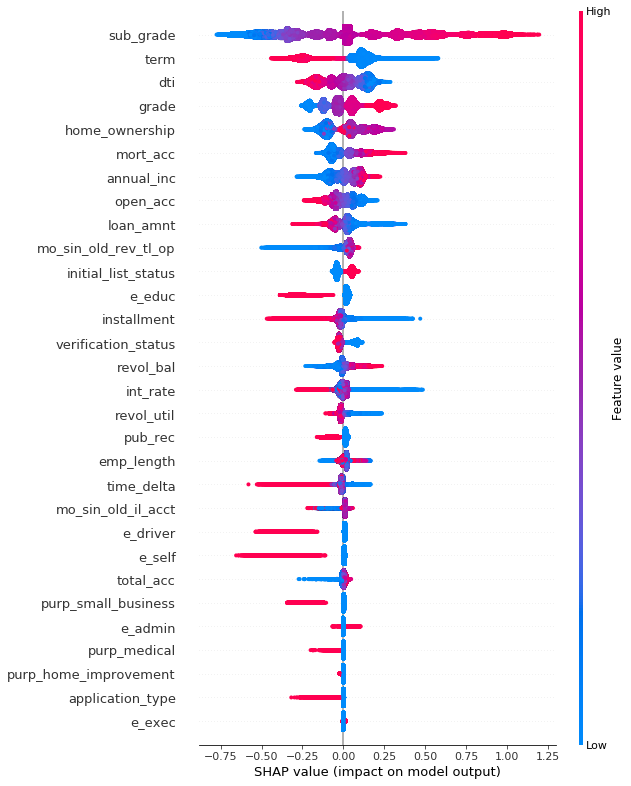 High
sub_grade
term
dti
grade
home_ownership
mort_acc
annual_inc
open_acc
loan_amnt
mo_sin_old_rev_tl_op
initial_list_status
e_educ
installment
verification_status
revol_bal
int_rate
revol_util
pub_rec
emp_length
time_delta
mo_sin_old_il_acct
e_driver
e_self
total_acc
purp_small_business
e_admin
purp_medical
purp_home_improvement
application_type
e_exec
Feature value
Low
−0.75 −0.50 −0.25 0.00 0.25 0.50 0.75 1.00 1.25
SHAP value (impact on model output)